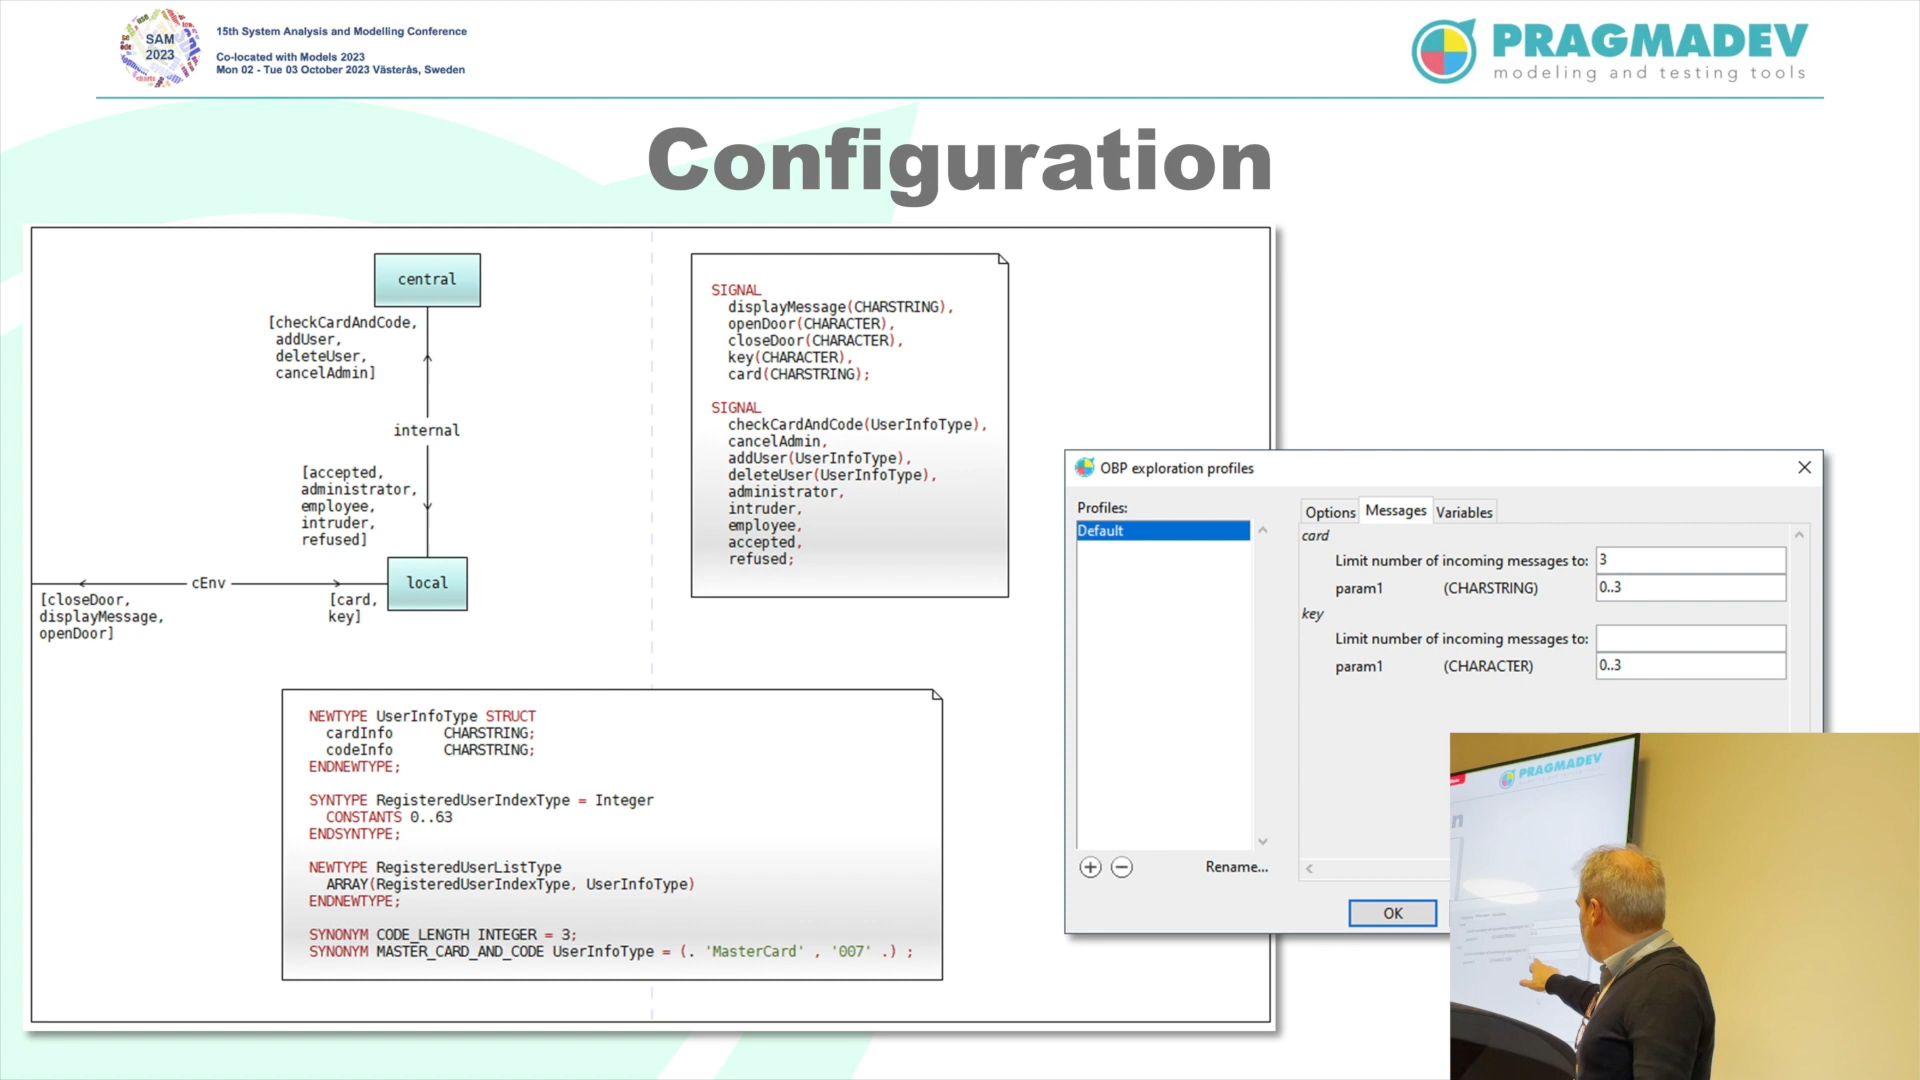 SAM
2023
15th System Analysis and Modelling Conference
Co-located with Models 2023
Mon 02 - Tue 03 October 2023 Västerås, Sweden
PRAGMADEV
modeling and testing tools
Configuration
central
[checkCardAndCode,
addUser,
deleteUser,
cancelAdmin]
internal
[accepted,
administrator,
employee,
intruder,
refused]
cEnv
local
[closeDoor,
displayMessage,
openDoor]
[card,
key]
SIGNAL
displayMessage(CHARSTRING),
openDoor(CHARACTER),
closeDoor(CHARACTER),
key(CHARACTER),
card(CHARSTRING);
SIGNAL
checkCardAndCode(UserInfoType),
cancelAdmin,
addUser(UserInfoType),
deleteUser(UserInfoType),
administrator,
intruder,
employee,
accepted,
refused;
NEWTYPE UserInfoType STRUCT
cardInfo CHARSTRING;
codeInfo CHARSTRING;
ENDNEWTYPE;
SYNTYPE RegisteredUserIndexType = Integer
CONSTANTS 0..63
ENDSYNTYPE;
NEWTYPE RegisteredUserListType
ARRAY(RegisteredUserIndexType, UserInfoType)
ENDNEWTYPE;
SYNONYM CODE_LENGTH INTEGER = 3;
SYNONYM MASTER_CARD_AND_CODE UserInfoType = (. 'MasterCard' , '007' .) ;
OBP exploration profiles
Profiles:
Default
Rename...
Options Messages Variables
card
Limit number of incoming messages to: 3
param1 (CHARSTRING) 0..3
key
Limit number of incoming messages to:
param1 (CHARACTER) 0..3
OK
PRAGMADEV